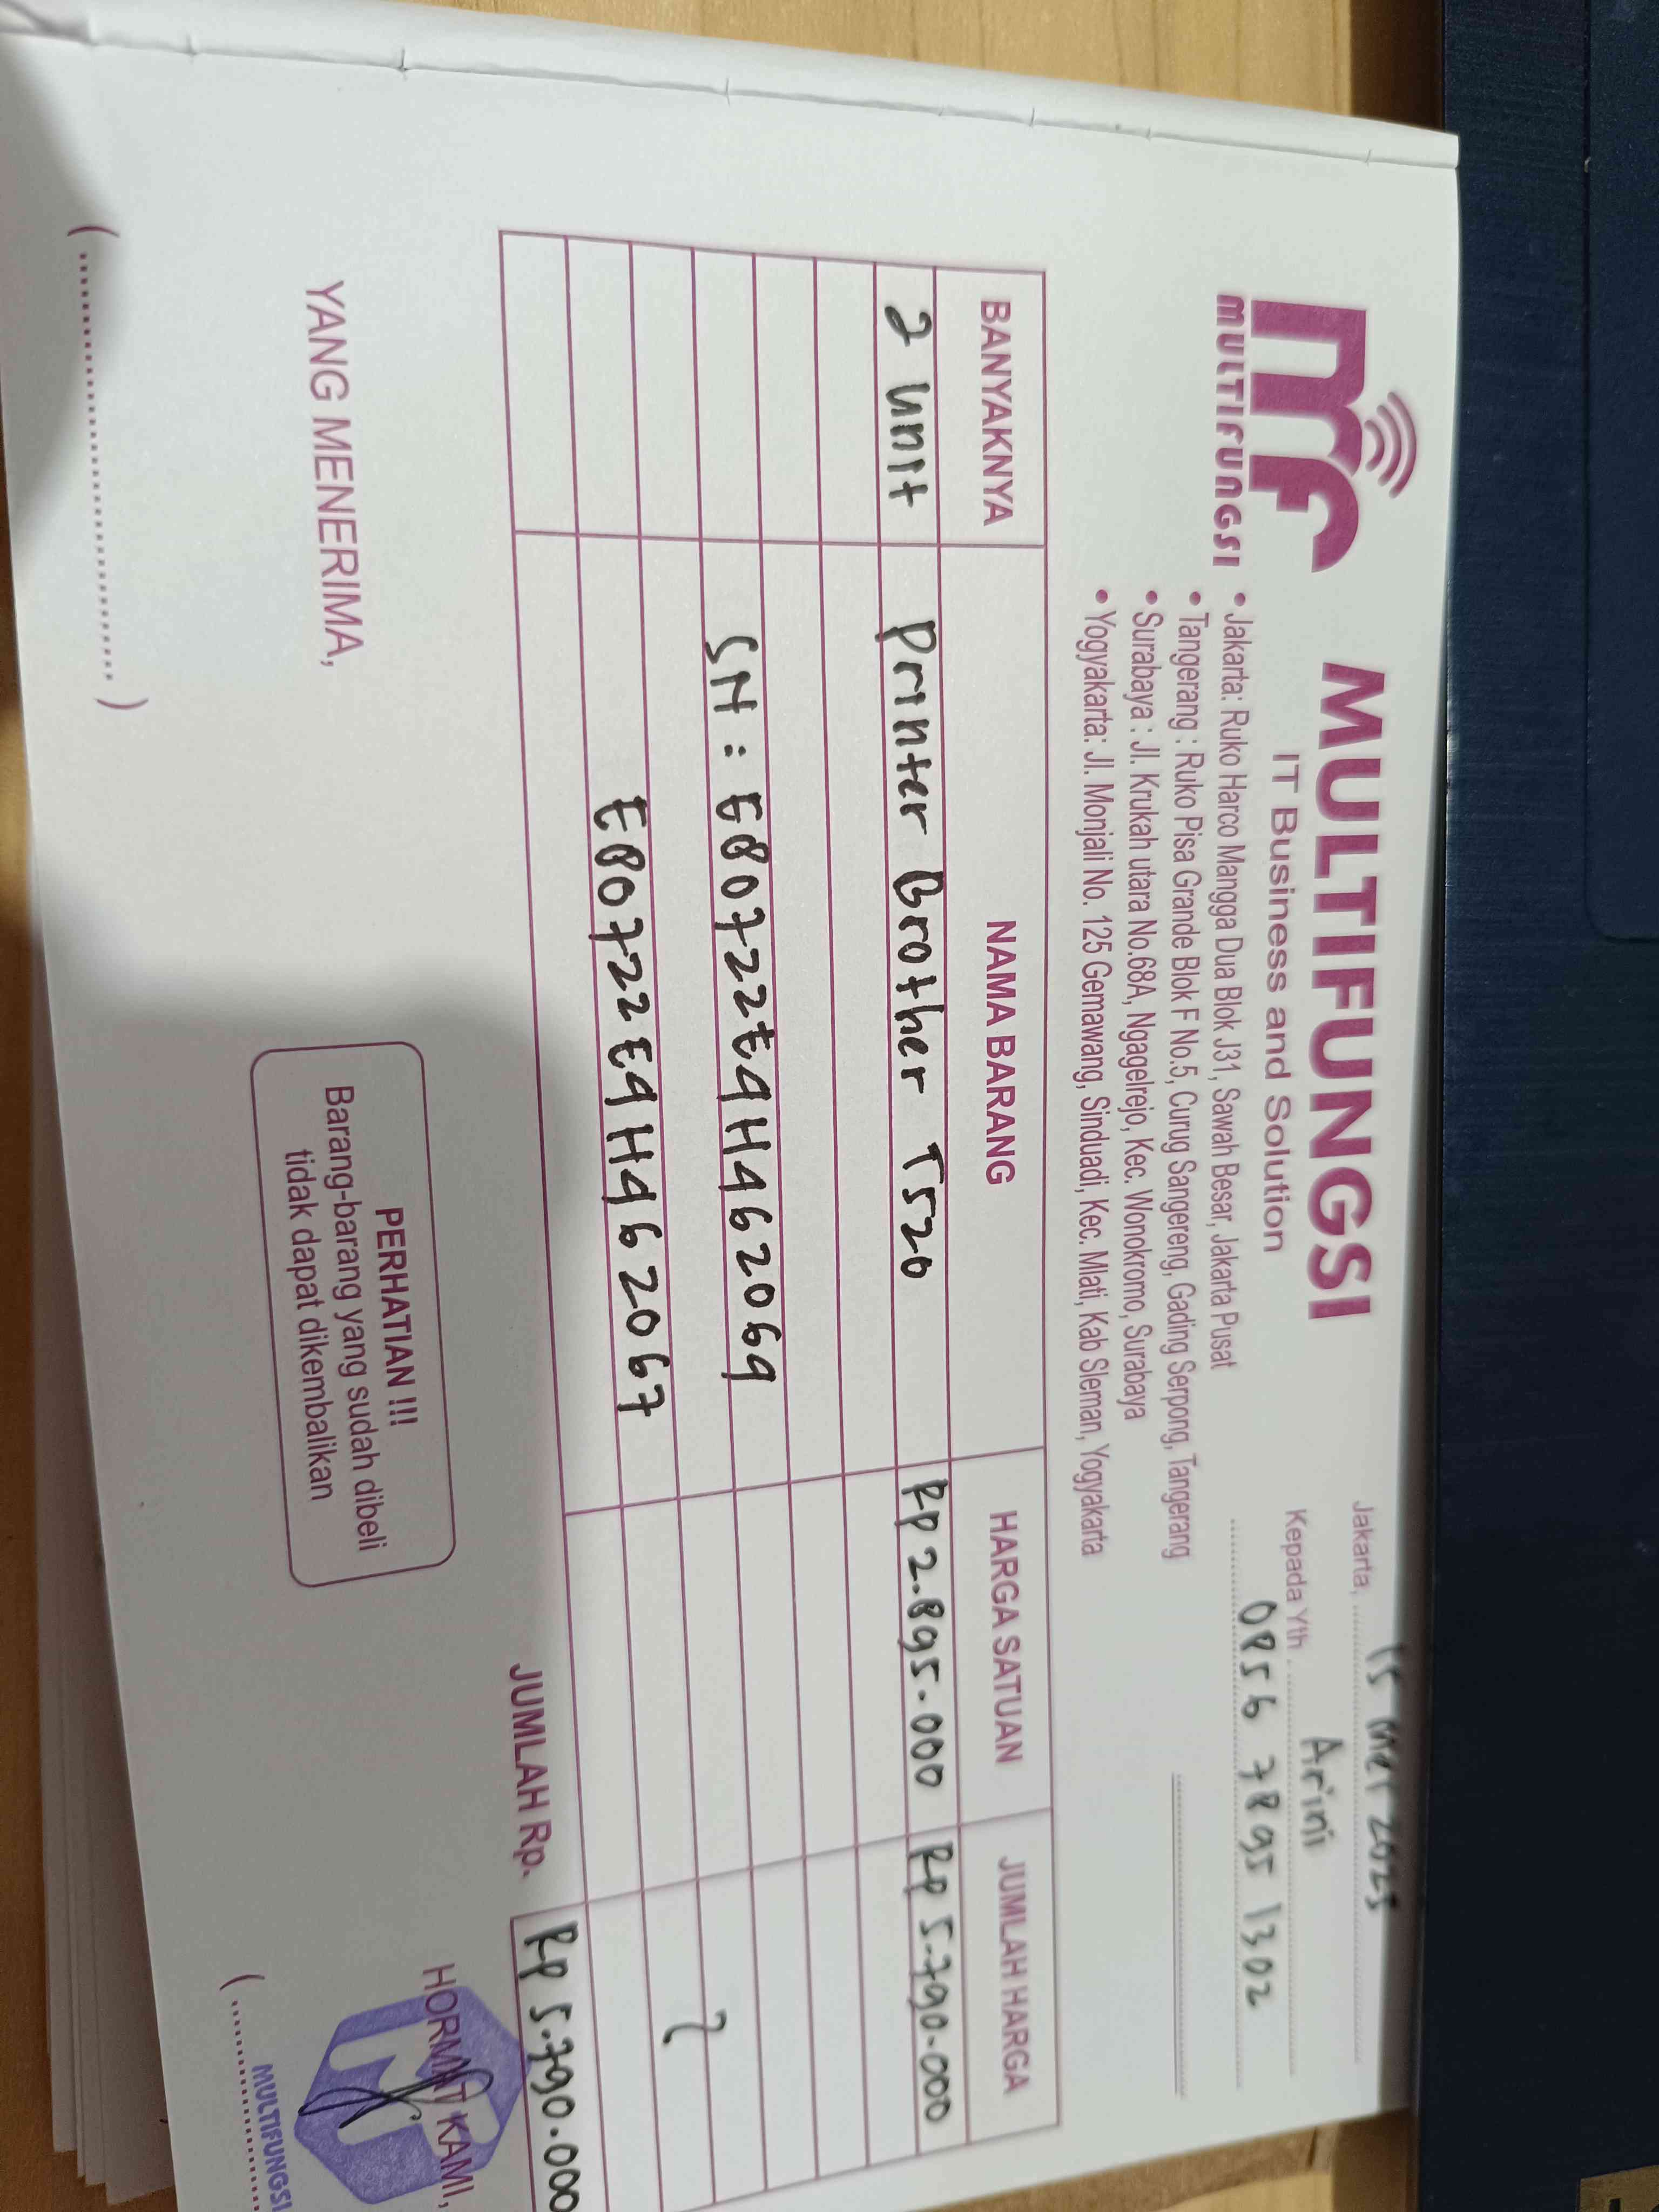 mf
MULTIFUNGSI
MULTIFUNGSI
IT Business and Solution
• Jakarta: Ruko Harco Mangga Dua Blok J31, Sawah Besar, Jakarta Pusat
• Tangerang : Ruko Pisa Grande Blok F No.5, Curug Sangereng, Gading Serpong, Tangerang
• Surabaya : Jl. Krukah utara No.68A, Ngagelrejo, Kec. Wonokromo, Surabaya
• Yogyakarta: Jl. Monjali No. 125 Gemawang, Sinduadi, Kec. Mlati, Kab Sleman, Yogyakarta
Jakarta, 15 Mei 2025
Kepada Yth. Arini
0856 7895 1302
BANYAKNYA NAMA BARANG HARGA SATUAN JUMLAH HARGA
2 unit Printer Brother T520 Rp 2.895.000 Rp 5.790.000
SN : E80722E9H462069
E80722E9H462067
JUMLAH Rp. Rp 5.790.000
YANG MENERIMA,
PERHATIAN !!!
Barang-barang yang sudah dibeli
tidak dapat dikembalikan
HORMAT KAMI,
MULTIFUNGSI